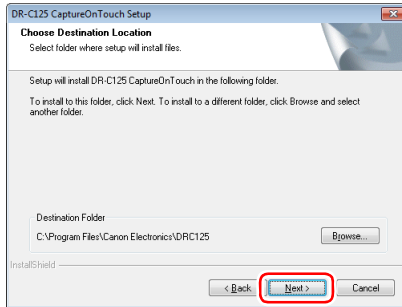 DR-C125 CaptureOnTouch Setup
Choose Destination Location
Select folder where setup will install files.
Setup will install DR-C125 CaptureOnTouch in the following folder.
To install to this folder, click Next. To install to a different folder, click Browse and select
another folder.
Destination Folder
C:\Program Files\Canon Electronics\DRC125
Browse...
InstallShield
< Back
Next >
Cancel